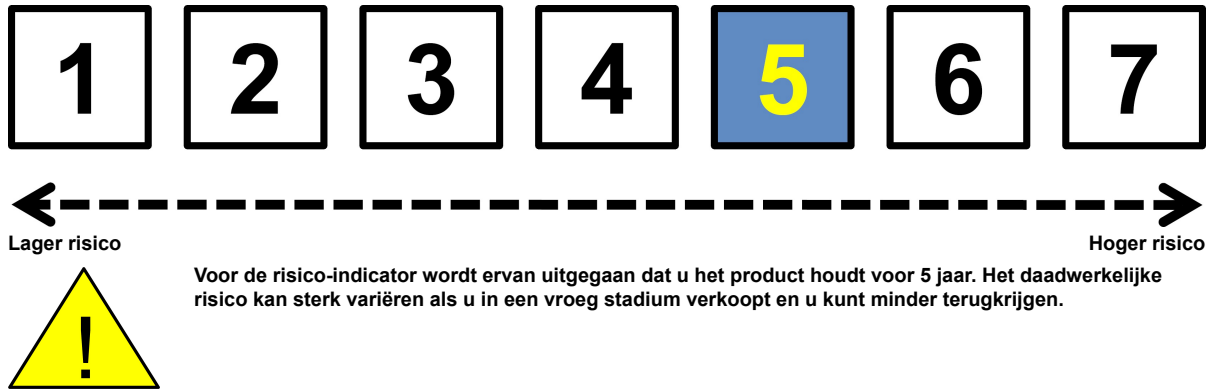 1 2 3 4 5 6 7
Lager risico Hoger risico
Voor de risico-indicator wordt ervan uitgegaan dat u het product houdt voor 5 jaar. Het daadwerkelijke
risico kan sterk variëren als u in een vroeg stadium verkoopt en u kunt minder terugkrijgen.
!